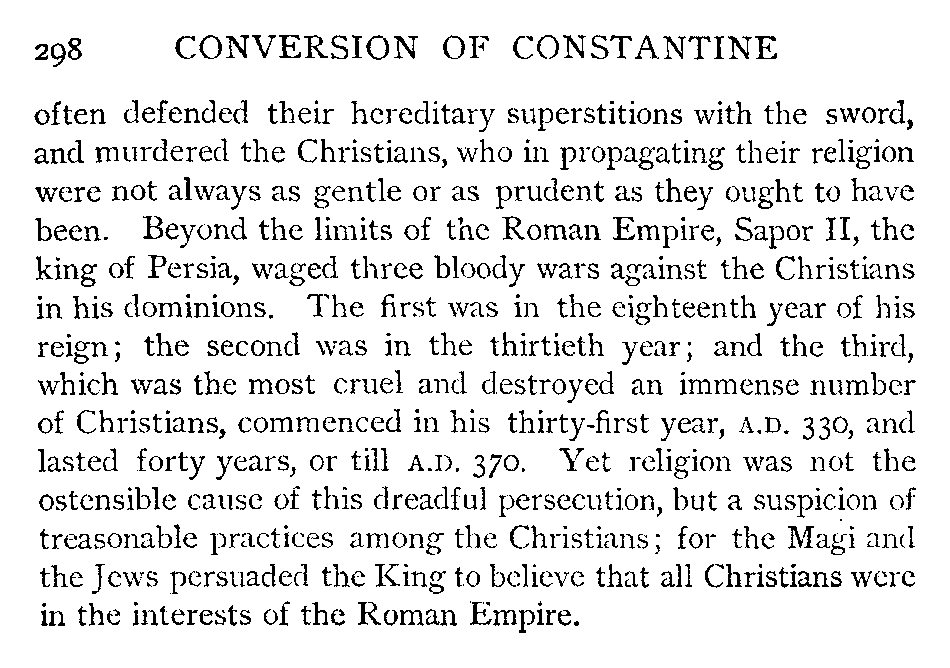 298 CONVERSION OF CONSTANTINE
often defended their hereditary superstitions with the sword,
and murdered the Christians, who in propagating their religion
were not always as gentle or as prudent as they ought to have
been. Beyond the limits of the Roman Empire, Sapor II, the
king of Persia, waged three bloody wars against the Christians
in his dominions. The first was in the eighteenth year of his
reign; the second was in the thirtieth year; and the third,
which was the most cruel and destroyed an immense number
of Christians, commenced in his thirty-first year, A.D. 330, and
lasted forty years, or till A.D. 370. Yet religion was not the
ostensible cause of this dreadful persecution, but a suspicion of
treasonable practices among the Christians; for the Magi and
the Jews persuaded the King to believe that all Christians were
in the interests of the Roman Empire.